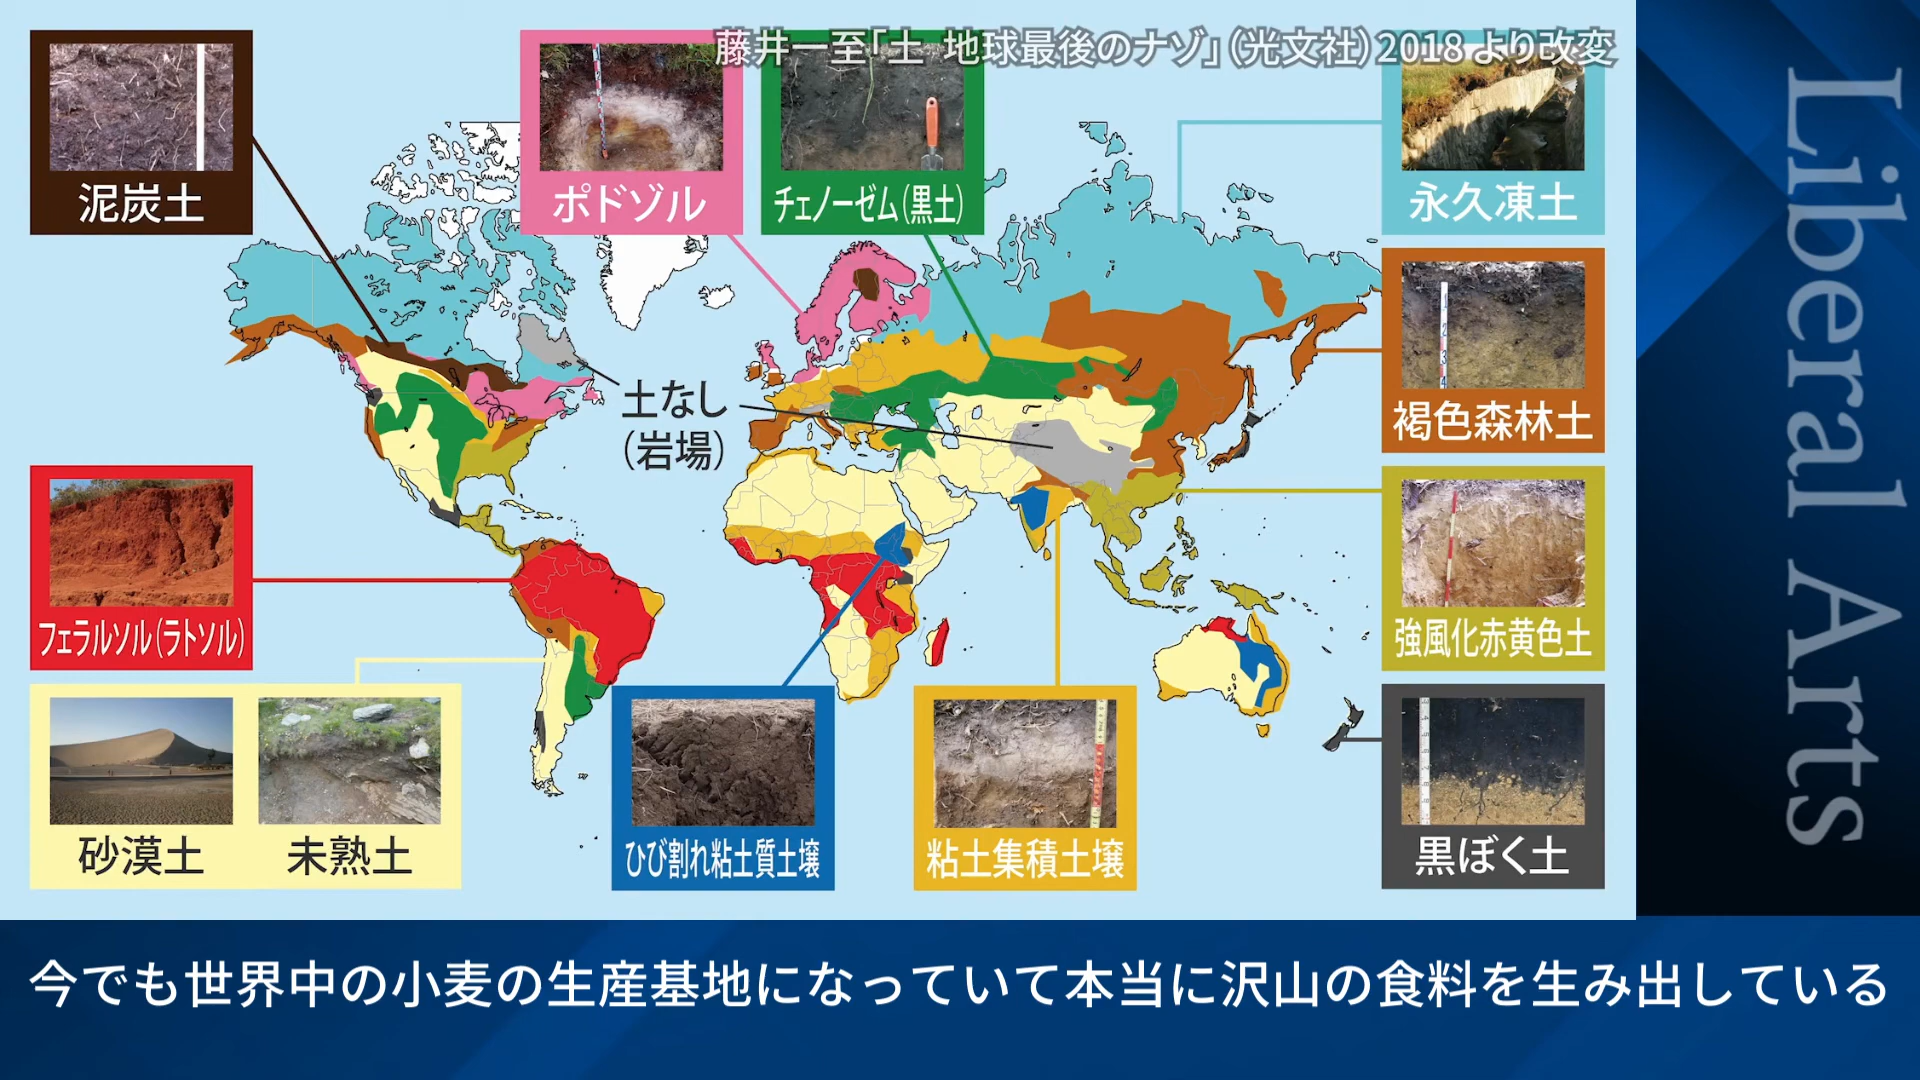 藤井一至「土 地球最後のナゾ」(光文社)2018より改変
泥炭土
ポドゾル
チェノーゼム(黒土)
永久凍土
褐色森林土
土なし
(岩場)
フェラルソル(ラトソル)
強風化赤黄色土
砂漠土
未熟土
ひび割れ粘土質土壌
粘土集積土壌
黒ぼく土
Liberal Arts
今でも世界中の小麦の生産基地になっていて本当に沢山の食料を生み出している